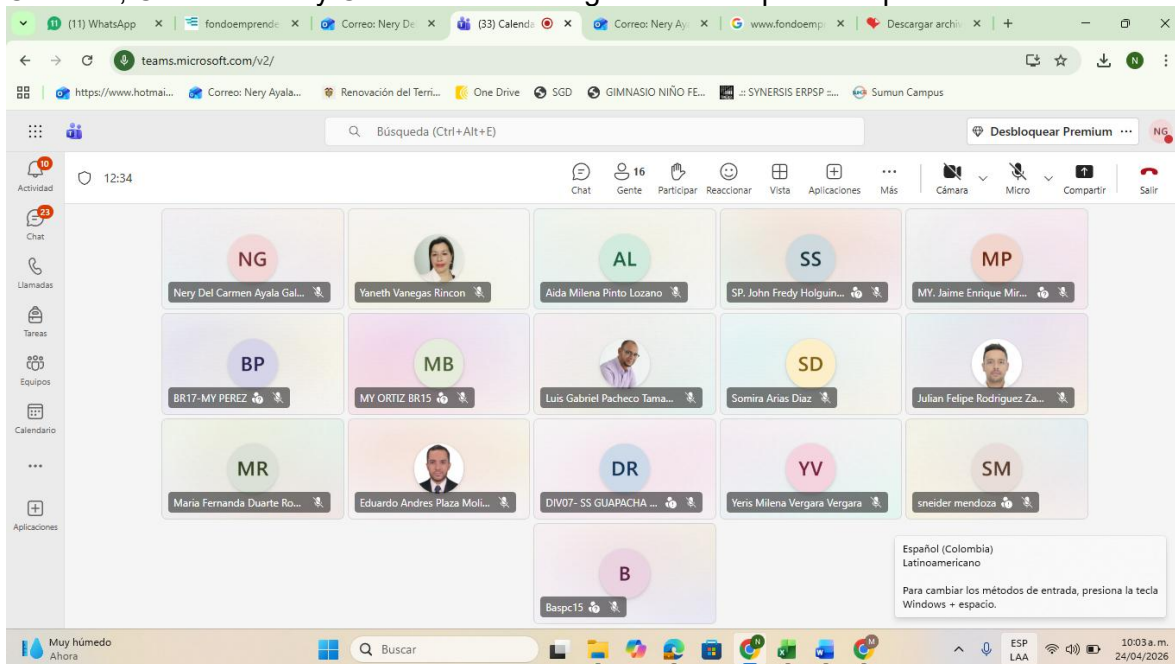 (11) WhatsApp
fondoemprende
Correo: Nery De
(33) Calenda
Correo: Nery Ay
www.fondoemp
Descargar archiv
teams.microsoft.com/v2/
https://www.hotmai...
Correo: Nery Ayala...
Renovación del Terri...
One Drive
SGD
GIMNASIO NIÑO FE...
.:: SYNERSIS ERPSP ::...
Sumun Campus
Búsqueda (Ctrl+Alt+E)
Desbloquear Premium
NG
12:34
16
Chat
Gente
Participar
Reaccionar
Vista
Aplicaciones
Más
Cámara
Micro
Compartir
Salir
10
Actividad
23
Chat
Llamadas
Tareas
Equipos
Calendario
Aplicaciones
NG
Nery Del Carmen Ayala Gal...
Yaneth Vanegas Rincon
AL
Aida Milena Pinto Lozano
SS
SP. John Fredy Holguin...
MP
MY. Jaime Enrique Mir...
BP
BR17-MY PEREZ
MB
MY ORTIZ BR15
Luis Gabriel Pacheco Tama...
SD
Somira Arias Diaz
Julian Felipe Rodriguez Za...
MR
Maria Fernanda Duarte Ro...
Eduardo Andres Plaza Moli...
DR
DIV07- SS GUAPACHA ...
YV
Yeris Milena Vergara Vergara
SM
sneider mendoza
B
Baspc15
Español (Colombia)
Latinoamericano
Para cambiar los métodos de entrada, presiona la tecla
Windows + espacio.
Muy húmedo
Ahora
Buscar
ESP
LAA
10:03 a.m.
24/04/2026